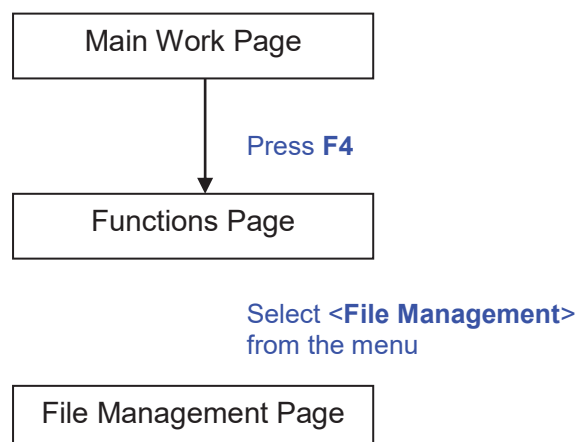 Main Work Page
Press F4
Functions Page
Select <File Management>
from the menu
File Management Page